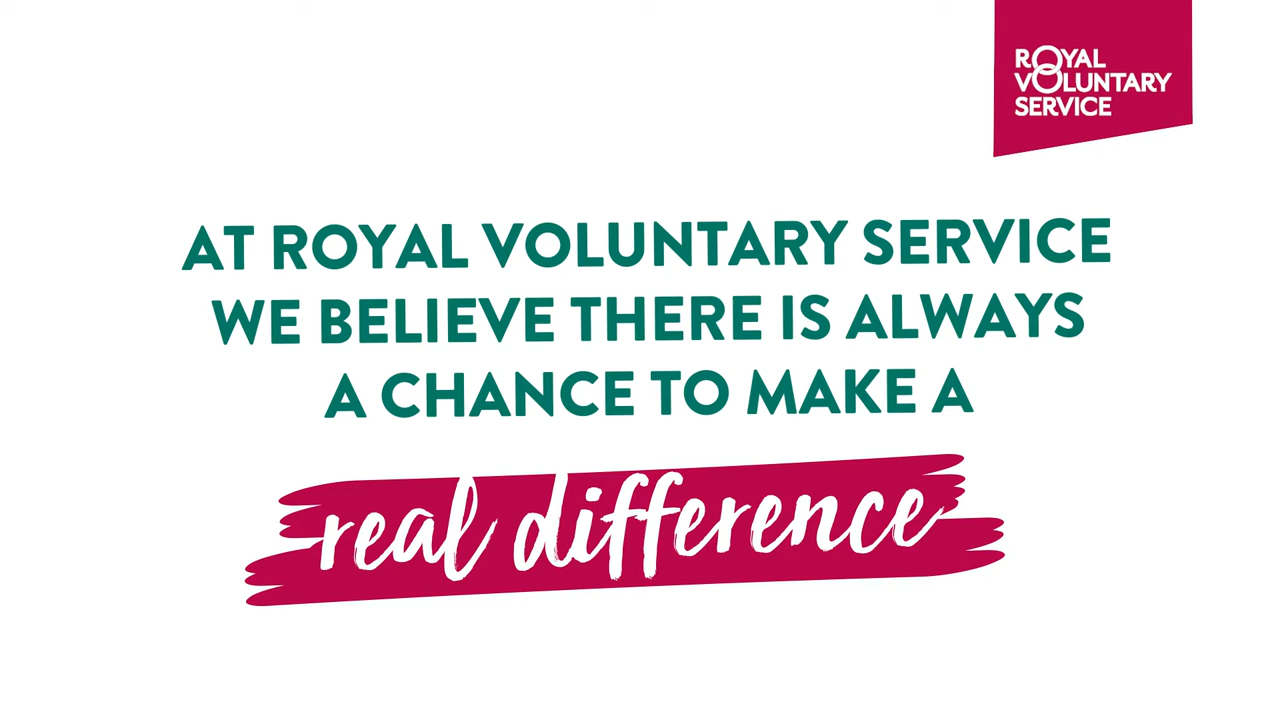 ROYAL
VOLUNTARY
SERVICE
AT ROYAL VOLUNTARY SERVICE
WE BELIEVE THERE IS ALWAYS
A CHANCE TO MAKE A
real difference